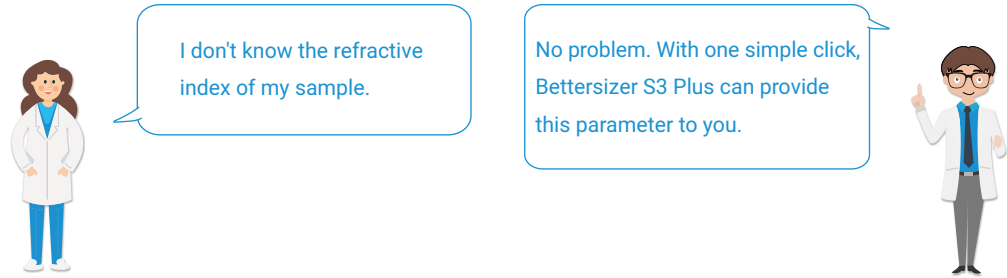 I don't know the refractive
index of my sample.
No problem. With one simple click,
Bettersizer S3 Plus can provide
this parameter to you.